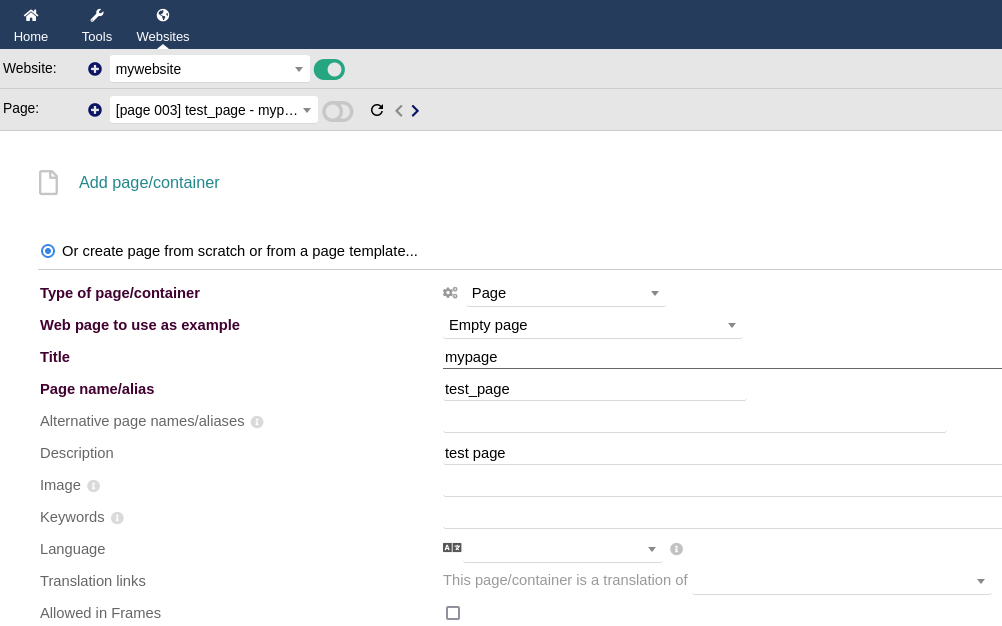 Home Tools Websites
Website: mywebsite
Page: [page 003] test_page - myp…
Add page/container
Or create page from scratch or from a page template...
Type of page/container Page
Web page to use as example Empty page
Title mypage
Page name/alias test_page
Alternative page names/aliases
Description test page
Image
Keywords
Language
Translation links This page/container is a translation of
Allowed in Frames